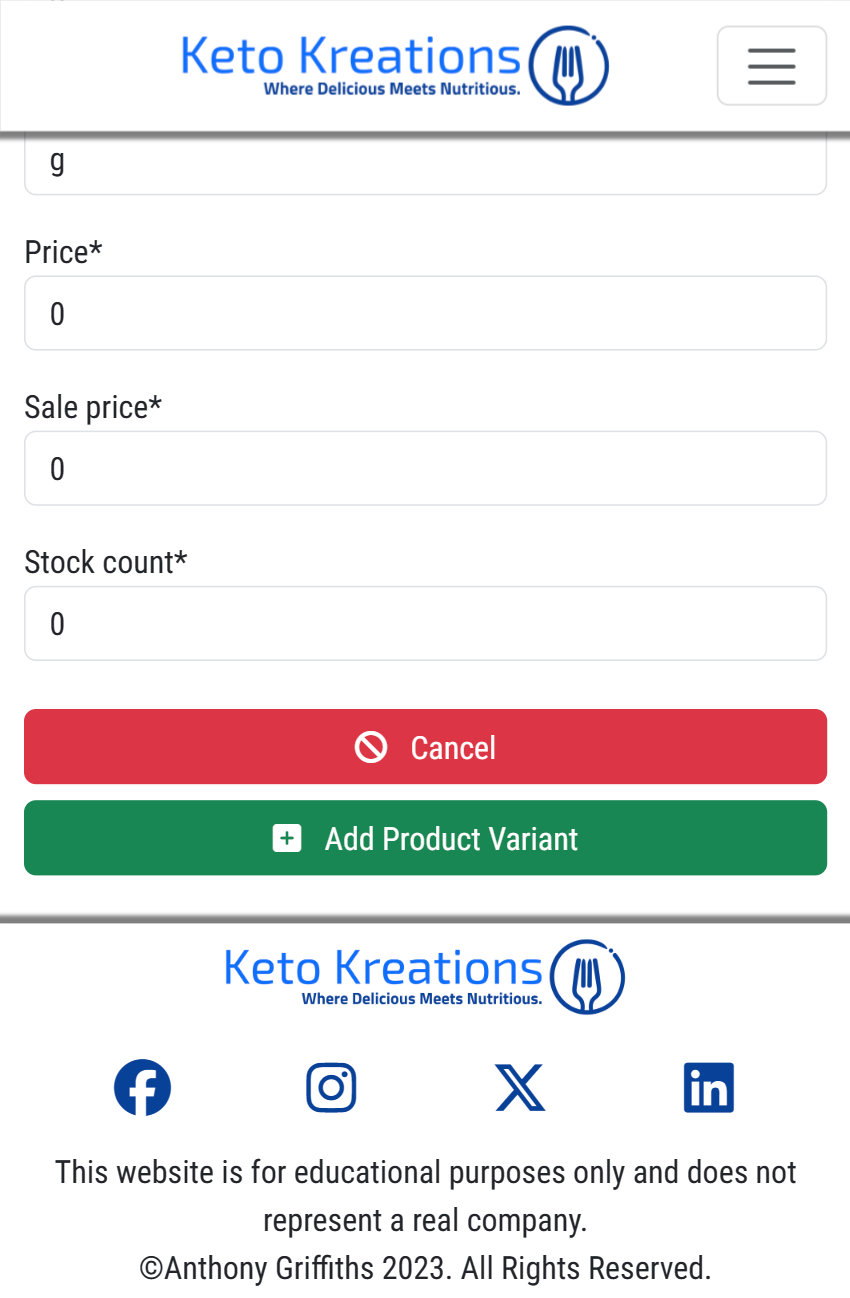 Keto Kreations
Where Delicious Meets Nutritious.
g
Price*
0
Sale price*
0
Stock count*
0
Cancel
Add Product Variant
Keto Kreations
Where Delicious Meets Nutritious.
This website is for educational purposes only and does not
represent a real company.
©Anthony Griffiths 2023. All Rights Reserved.